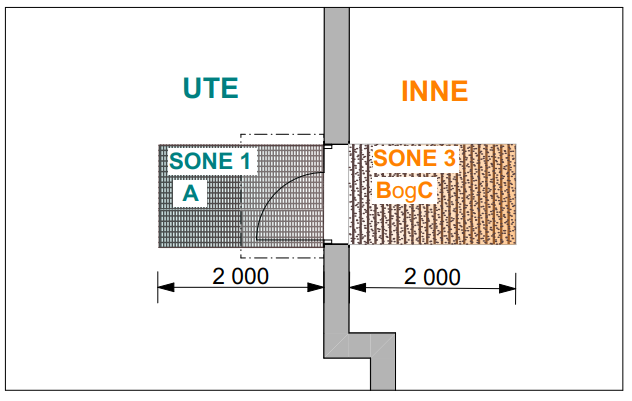 UTE
INNE
SONE 1
A
SONE 3
BogC
2 000
2 000